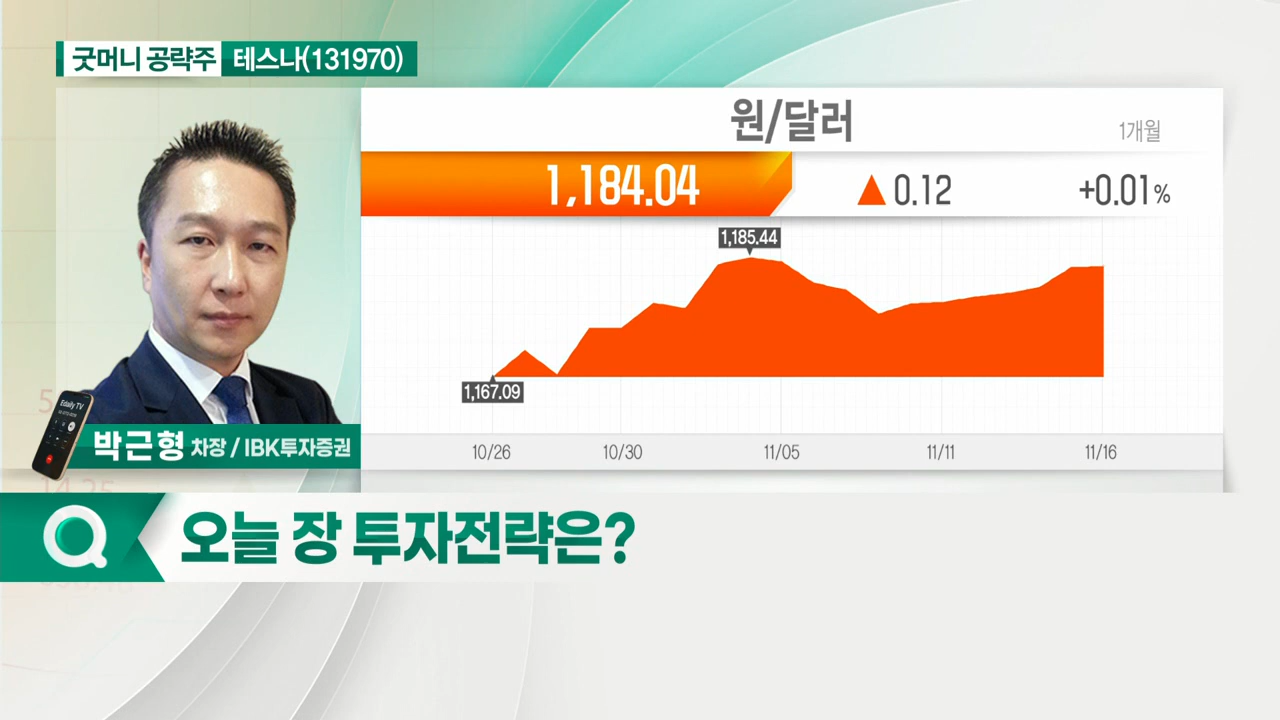 굿머니 공략주 테스나(131970)
원/달러
1개월
1,184.04 ▲0.12 +0.01%
1,185.44
1,167.09
10/26 10/30 11/05 11/11 11/16
Edaily TV
박근형 차장 / IBK투자증권
Q 오늘 장 투자전략은?